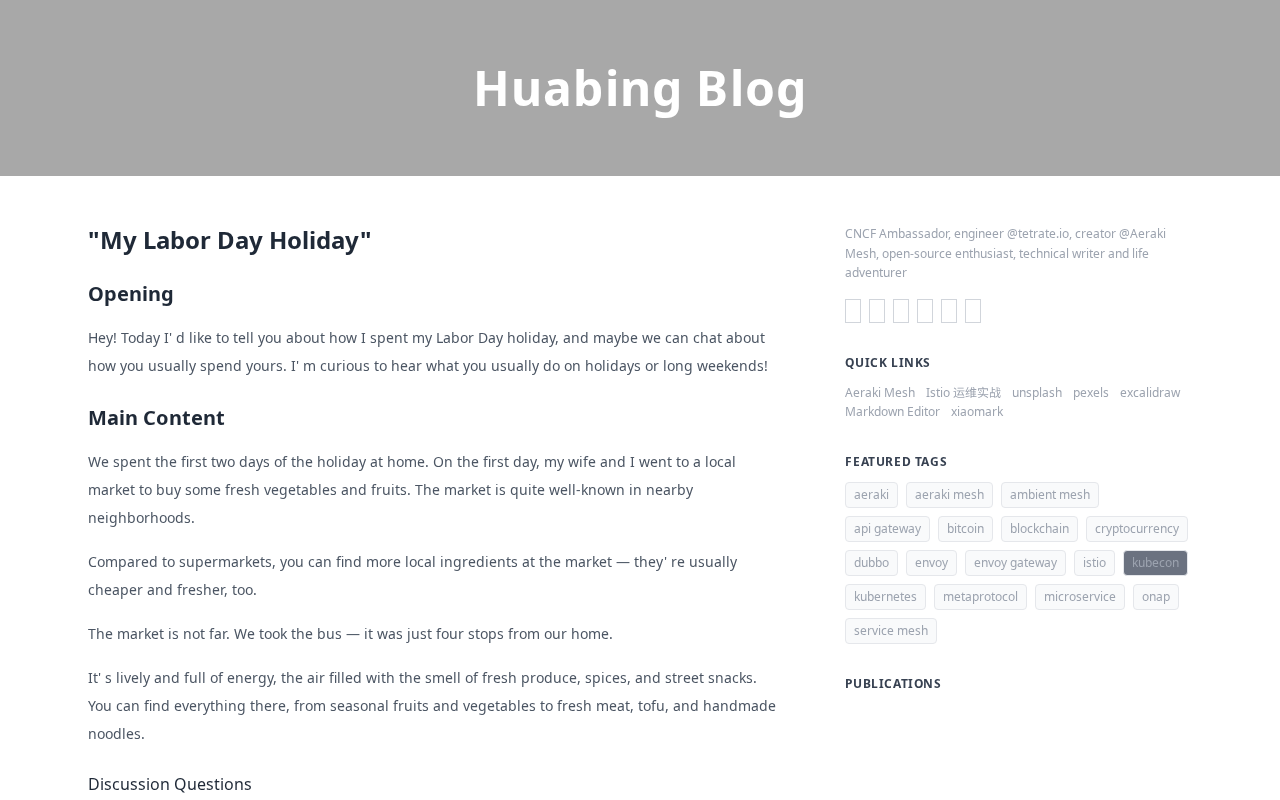 Huabing Blog
"My Labor Day Holiday"
Opening
Hey! Today I' d like to tell you about how I spent my Labor Day holiday, and maybe we can chat about
how you usually spend yours. I' m curious to hear what you usually do on holidays or long weekends!
Main Content
We spent the first two days of the holiday at home. On the first day, my wife and I went to a local
market to buy some fresh vegetables and fruits. The market is quite well-known in nearby
neighborhoods.
Compared to supermarkets, you can find more local ingredients at the market — they' re usually
cheaper and fresher, too.
The market is not far. We took the bus — it was just four stops from our home.
It' s lively and full of energy, the air filled with the smell of fresh produce, spices, and street snacks.
You can find everything there, from seasonal fruits and vegetables to fresh meat, tofu, and handmade
noodles.
Discussion Questions
CNCF Ambassador, engineer @tetrate.io, creator @Aeraki
Mesh, open-source enthusiast, technical writer and life
adventurer
QUICK LINKS
Aeraki Mesh Istio 运维实战 unsplash pexels excalidraw
Markdown Editor xiaomark
FEATURED TAGS
aeraki aeraki mesh ambient mesh
api gateway bitcoin blockchain cryptocurrency
dubbo envoy envoy gateway istio kubecon
kubernetes metaprotocol microservice onap
service mesh
PUBLICATIONS